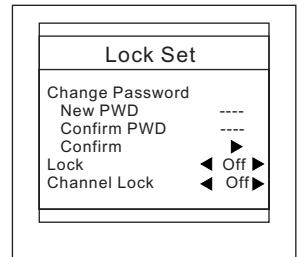 Lock Set
Change Password
New PWD ----
Confirm PWD ----
Confirm ▶
Lock ◀ Off ▶
Channel Lock ◀ Off ▶